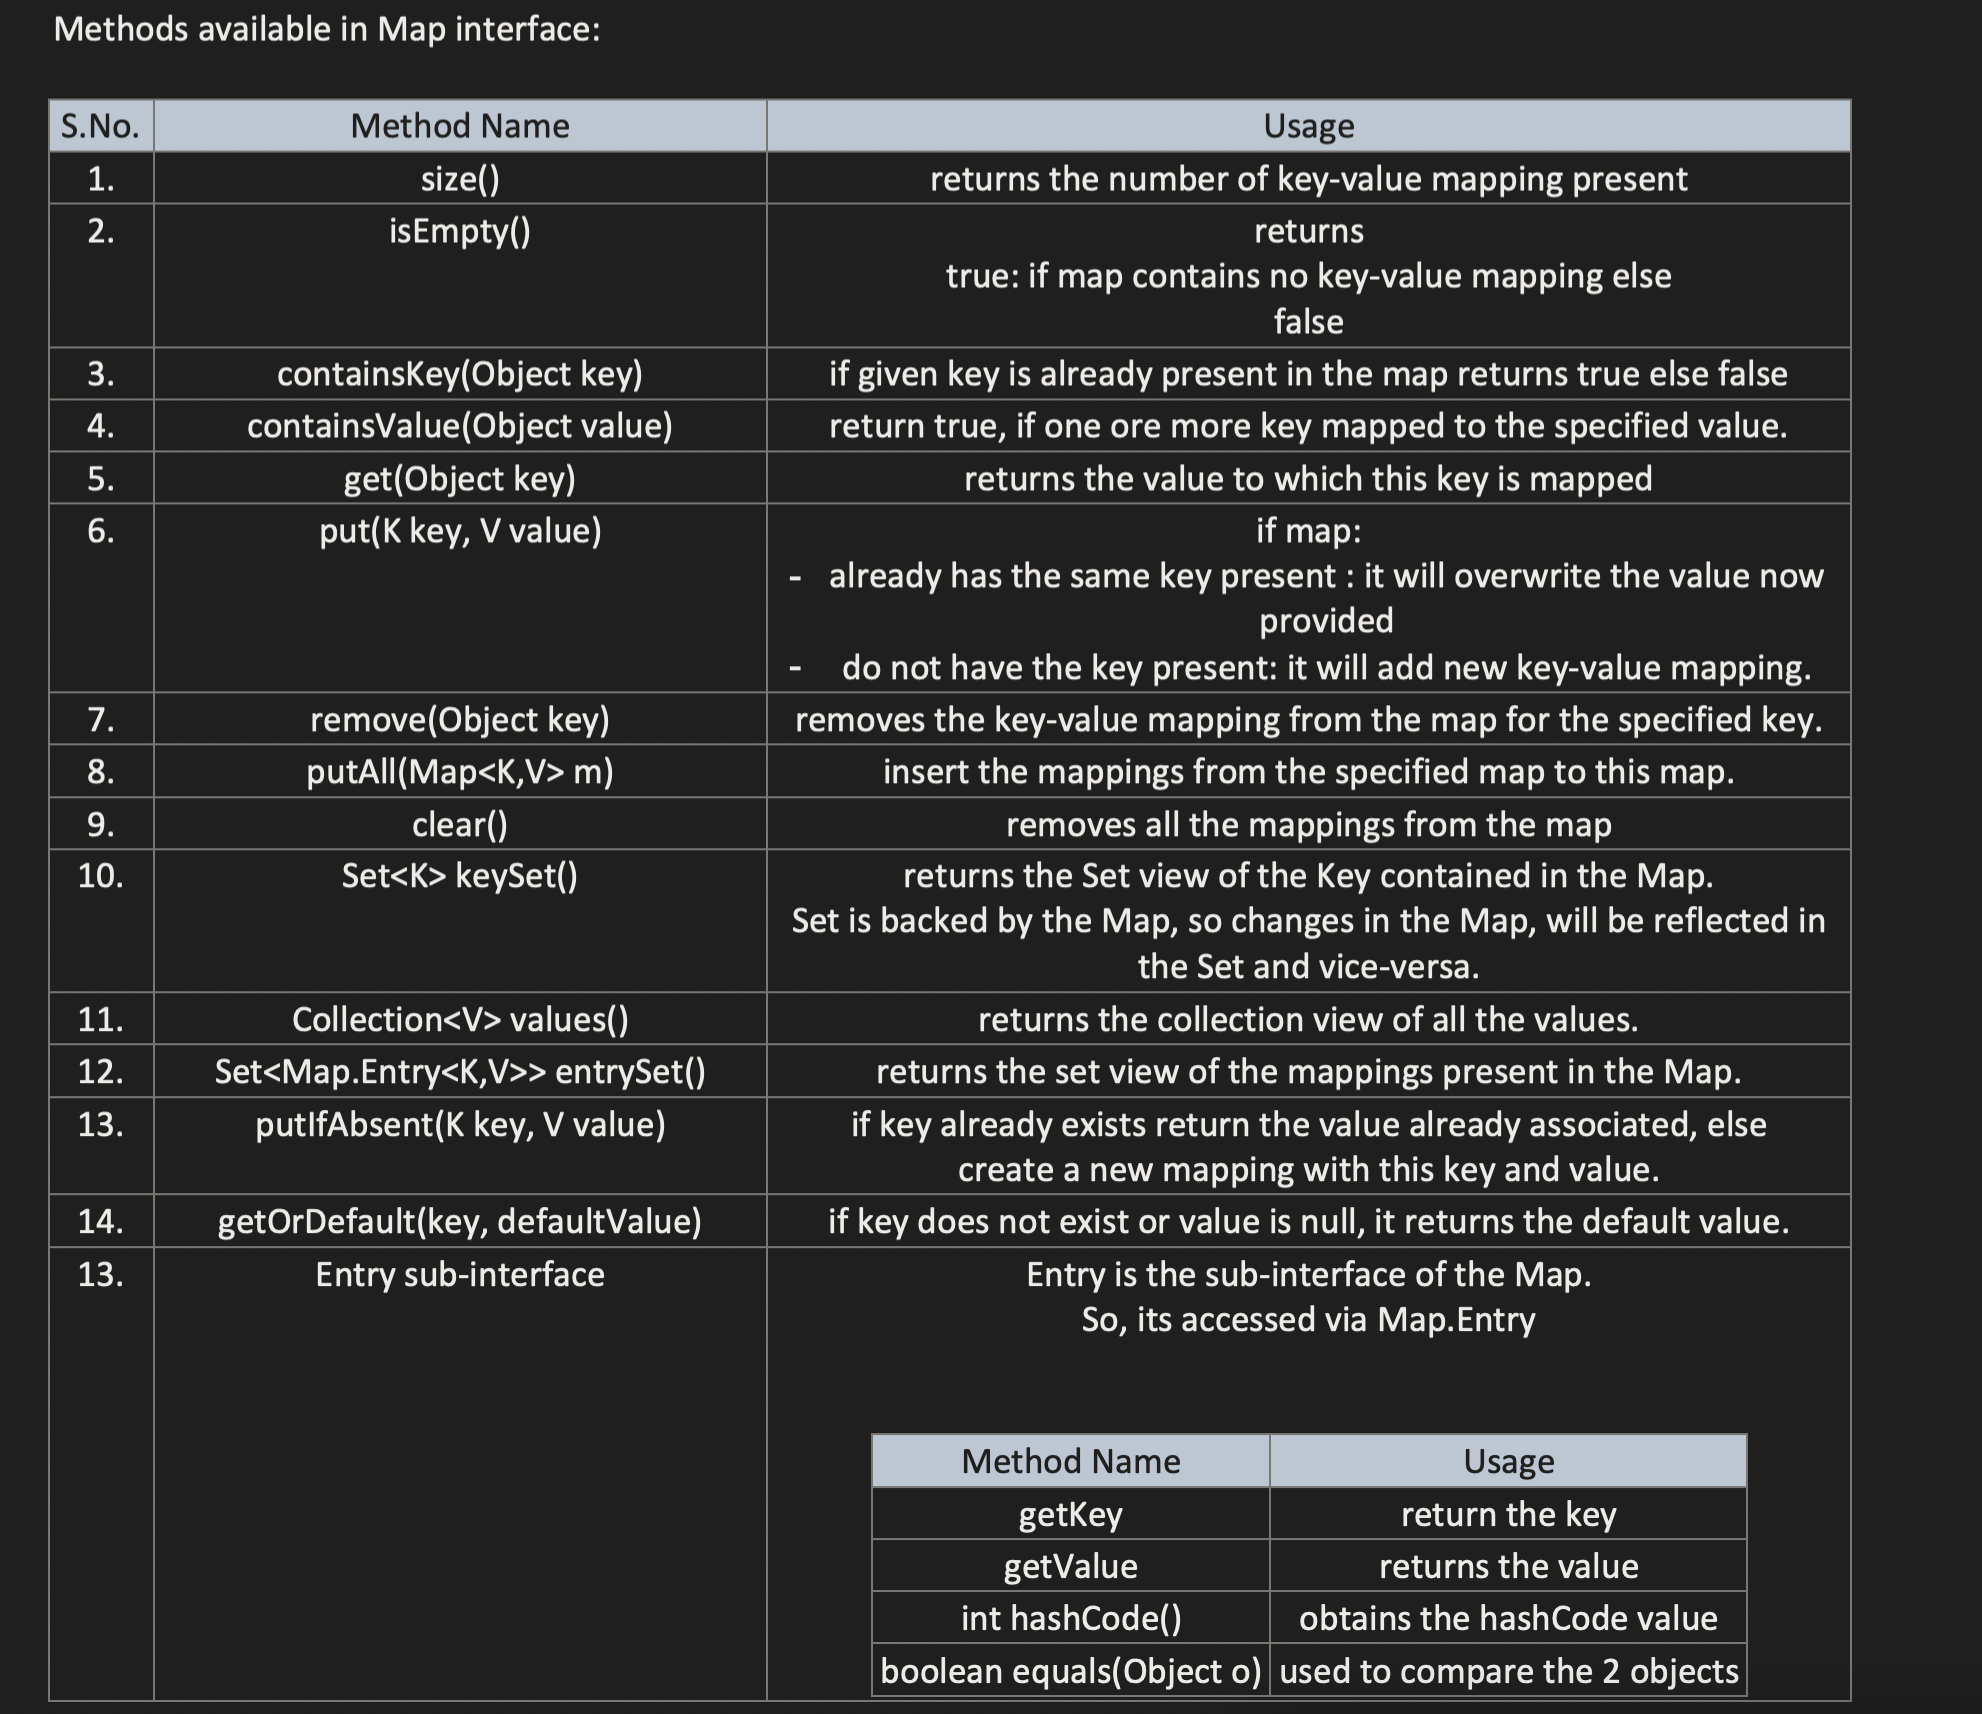 Methods available in Map interface:
S.No. Method Name Usage
1. size() returns the number of key-value mapping present
2. isEmpty() returns
true: if map contains no key-value mapping else
false
3. containsKey(Object key) if given key is already present in the map returns true else false
4. containsValue(Object value) return true, if one ore more key mapped to the specified value.
5. get(Object key) returns the value to which this key is mapped
6. put(K key, V value) if map:
- already has the same key present : it will overwrite the value now
provided
- do not have the key present: it will add new key-value mapping.
7. remove(Object key) removes the key-value mapping from the map for the specified key.
8. putAll(Map<K,V> m) insert the mappings from the specified map to this map.
9. clear() removes all the mappings from the map
10. Set<K> keySet() returns the Set view of the Key contained in the Map.
Set is backed by the Map, so changes in the Map, will be reflected in
the Set and vice-versa.
11. Collection<V> values() returns the collection view of all the values.
12. Set<Map.Entry<K,V>> entrySet() returns the set view of the mappings present in the Map.
13. putIfAbsent(K key, V value) if key already exists return the value already associated, else
create a new mapping with this key and value.
14. getOrDefault(key, defaultValue) if key does not exist or value is null, it returns the default value.
13. Entry sub-interface Entry is the sub-interface of the Map.
So, its accessed via Map.Entry
Method Name Usage
getKey return the key
getValue returns the value
int hashCode() obtains the hashCode value
boolean equals(Object o) used to compare the 2 objects